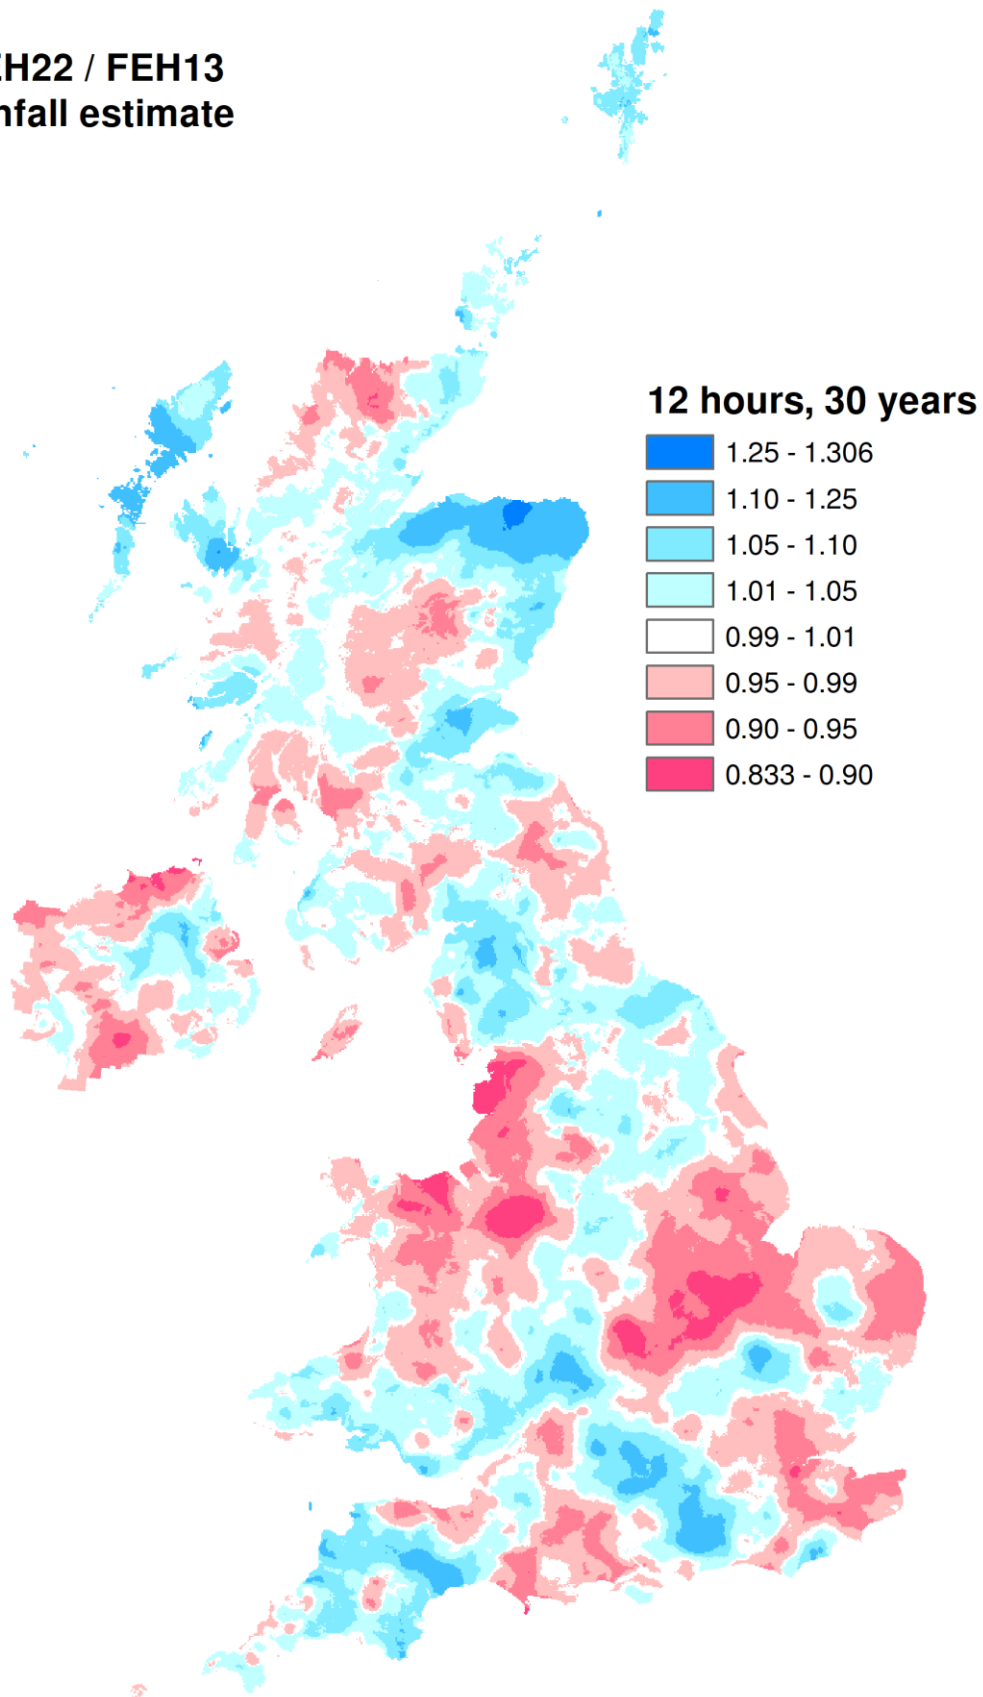 EH22 / FEH13
nfall estimate
12 hours, 30 years
1.25 - 1.306
1.10 - 1.25
1.05 - 1.10
1.01 - 1.05
0.99 - 1.01
0.95 - 0.99
0.90 - 0.95
0.833 - 0.90